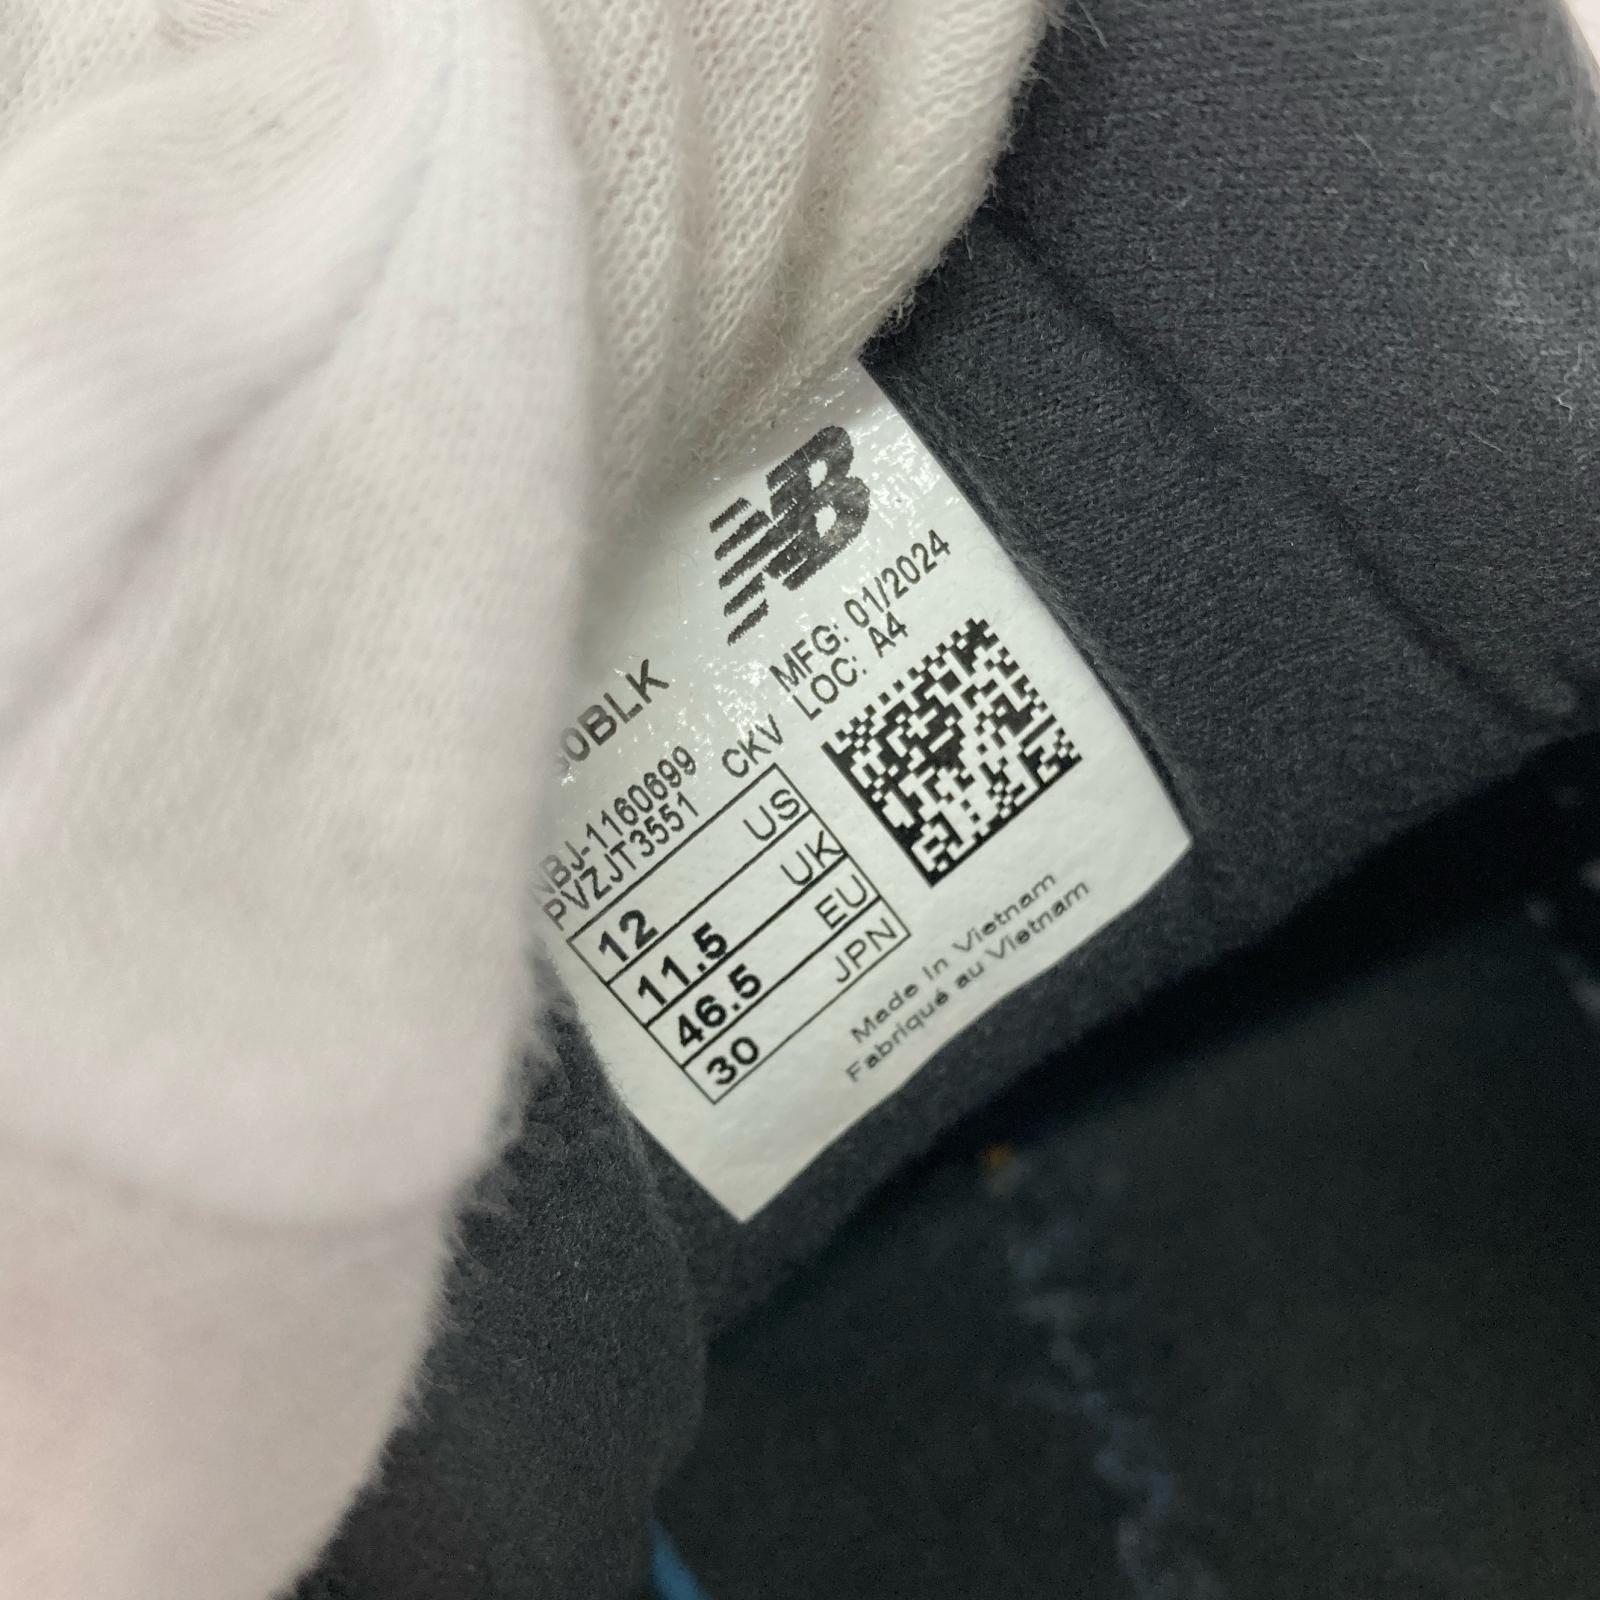 NB
MFG: 01/2024
LOC: A4
0BLK
NBJ-1160699 CKV
PVZJT3551
12 US
11.5 UK
46.5 EU
30 JPN
Made In Vietnam
Fabriqué au Vietnam